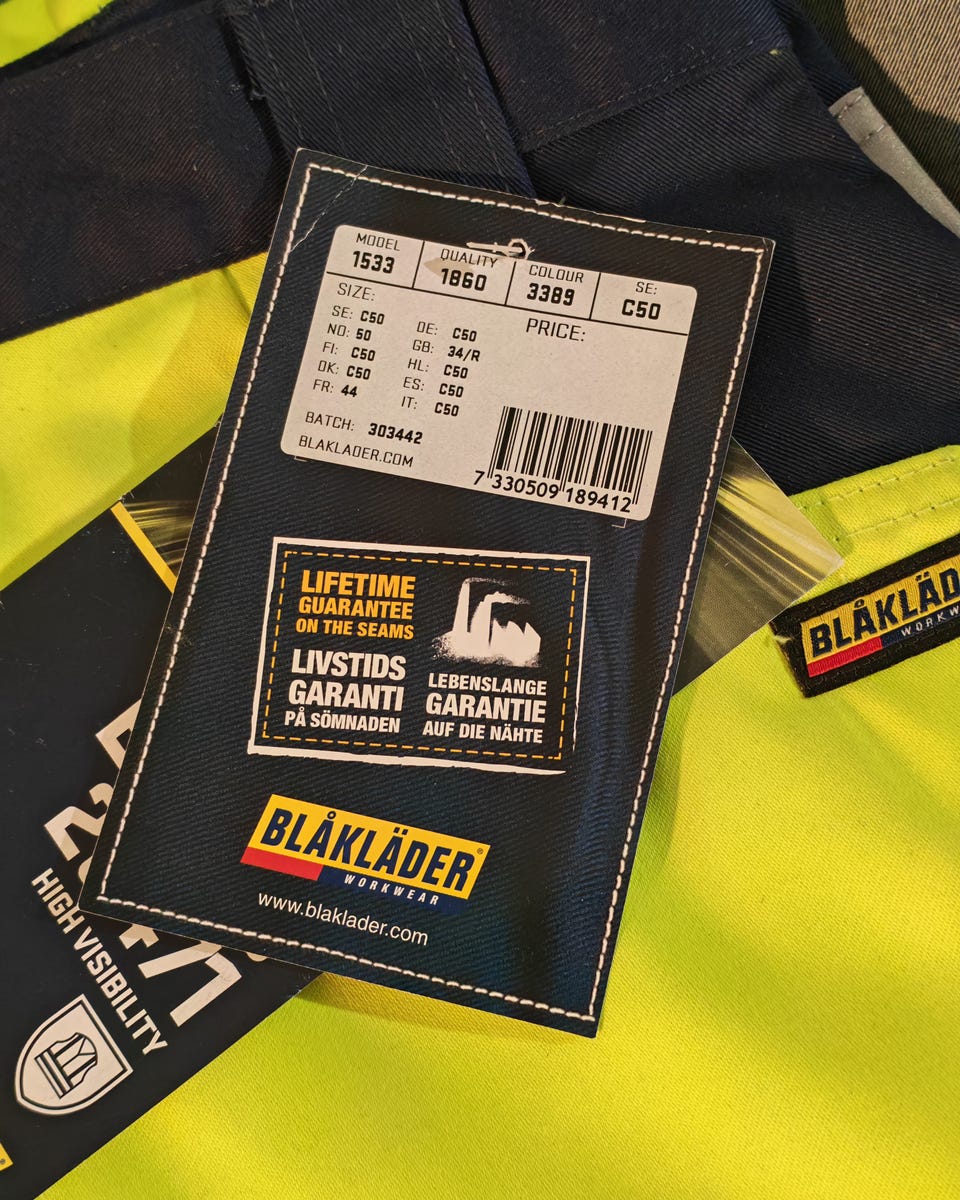 MODEL
1533
QUALITY
1860
COLOUR
3389
SE:
C50
SIZE:
SE: C50
NO: 50
FI: C50
DK: C50
FR: 44
DE: C50
GB: 34/R
HL: C50
ES: C50
IT: C50
PRICE:
BATCH: 303442
BLAKLADER.COM
7 330509 189412
LIFETIME
GUARANTEE
ON THE SEAMS
LIVSTIDS
GARANTI
PÅ SÖMNADEN
LEBENSLANGE
GARANTIE
AUF DIE NÄHTE
BLÅKLÄDER®
WORKWEAR
www.blaklader.com
HIGH VISIBILITY